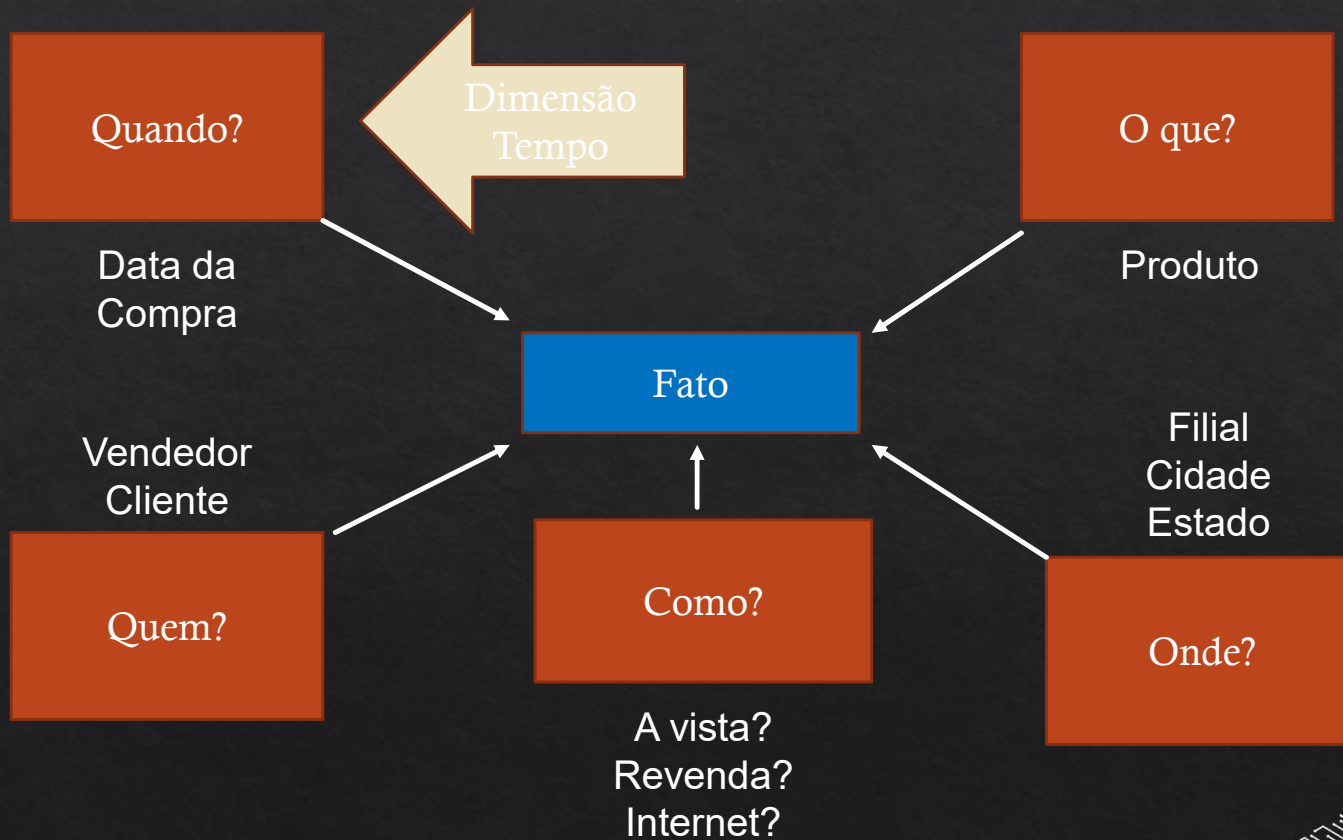 Quando?
Dimensão
Tempo
O que?
Data da
Compra
Produto
Fato
Vendedor
Cliente
Filial
Cidade
Estado
Quem?
Como?
Onde?
A vista?
Revenda?
Internet?